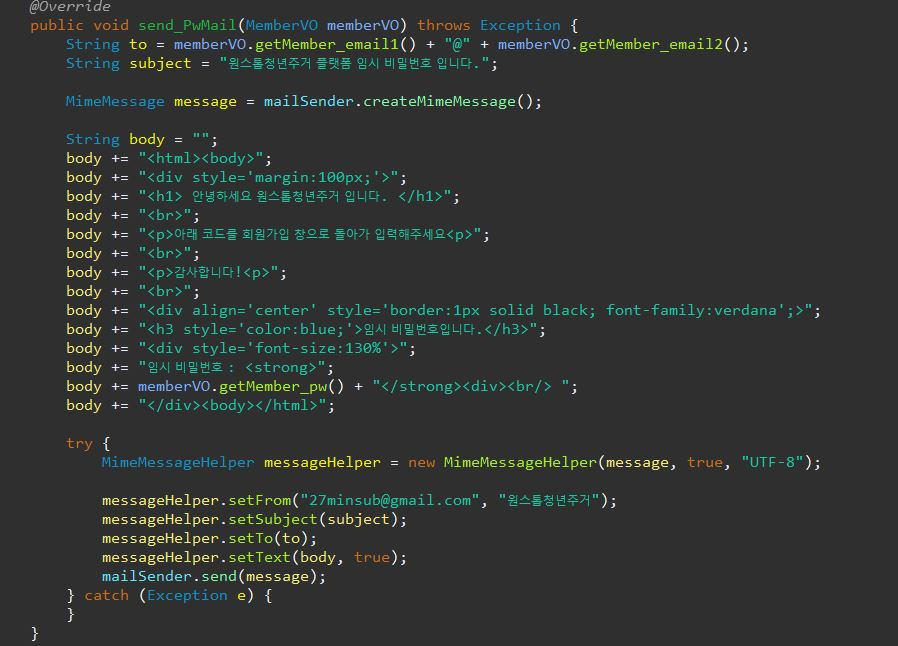 @Override
public void send_PwMail(MemberVO memberVO) throws Exception {
String to = memberVO.getMember_email1() + "@" + memberVO.getMember_email2();
String subject = "원스톱청년주거 플랫폼 임시 비밀번호 입니다.";
MimeMessage message = mailSender.createMimeMessage();
String body = "";
body += "<html><body>";
body += "<div style='margin:100px;'>";
body += "<h1> 안녕하세요 원스톱청년주거 입니다. </h1>";
body += "<br>";
body += "<p>아래 코드를 회원가입 창으로 돌아가 입력해주세요<p>";
body += "<br>";
body += "<p>감사합니다!<p>";
body += "<br>";
body += "<div align='center' style='border:1px solid black; font-family:verdana';>";
body += "<h3 style='color:blue;'>임시 비밀번호입니다.</h3>";
body += "<div style='font-size:130%'>";
body += "임시 비밀번호 : <strong>";
body += memberVO.getMember_pw() + "</strong><div><br/> ";
body += "</div><body></html>";
try {
MimeMessageHelper messageHelper = new MimeMessageHelper(message, true, "UTF-8");
messageHelper.setFrom("27minsub@gmail.com", "원스톱청년주거");
messageHelper.setSubject(subject);
messageHelper.setTo(to);
messageHelper.setText(body, true);
mailSender.send(message);
} catch (Exception e) {
}
}